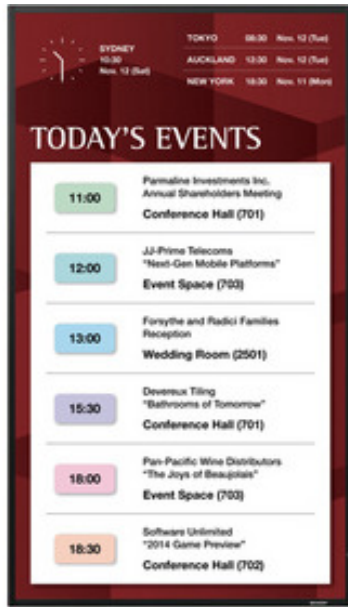 SYDNEY
10:30
Nov. 12 (Sat)
TOKYO 08:30 Nov. 12 (Tue)
AUCKLAND 12:30 Nov. 12 (Tue)
NEW YORK 18:30 Nov. 11 (Mon)
TODAY'S EVENTS
11:00
Parmaline Investments Inc.
Annual Shareholders Meeting
Conference Hall (701)
12:00
JJ-Prime Telecoms
"Next-Gen Mobile Platforms"
Event Space (703)
13:00
Forsythe and Radici Families
Reception
Wedding Room (2501)
15:30
Devereux Tiling
"Bathrooms of Tomorrow"
Conference Hall (701)
18:00
Pan-Pacific Wine Distributors
"The Joys of Beaujolais"
Event Space (703)
18:30
Software Unlimited
"2014 Game Preview"
Conference Hall (702)